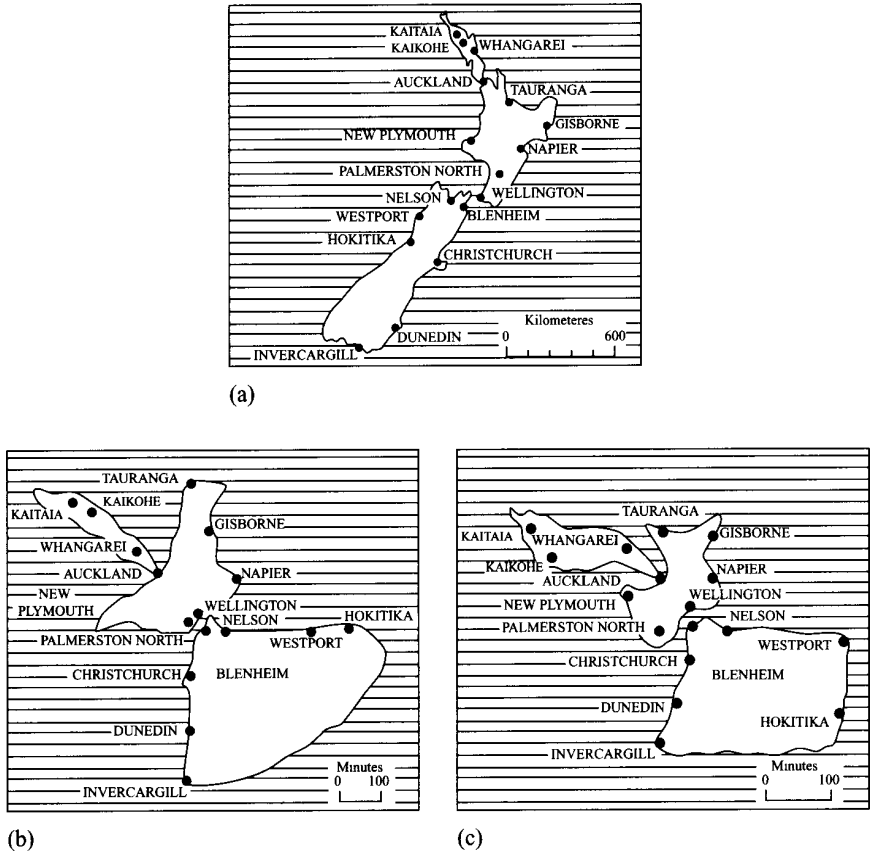 KAITAIA
KAIKOHE
WHANGAREI
AUCKLAND
TAURANGA
GISBORNE
NEW PLYMOUTH
NAPIER
PALMERSTON NORTH
NELSON
WELLINGTON
WESTPORT
BLENHEIM
HOKITIKA
CHRISTCHURCH
Kilometeres
0 600
DUNEDIN
INVERCARGILL
(a)
TAURANGA
KAIKOHE
KAITAIA
GISBORNE
WHANGAREI
AUCKLAND
NAPIER
NEW
PLYMOUTH
WELLINGTON
HOKITIKA
NELSON
PALMERSTON NORTH
WESTPORT
CHRISTCHURCH
BLENHEIM
DUNEDIN
Minutes
0 100
INVERCARGILL
(b)
TAURANGA
KAITAIA
WHANGAREI
GISBORNE
KAIKOHE
AUCKLAND
NAPIER
NEW PLYMOUTH
WELLINGTON
NELSON
PALMERSTON NORTH
WESTPORT
CHRISTCHURCH
BLENHEIM
DUNEDIN
HOKITIKA
INVERCARGILL
Minutes
0 100
(c)